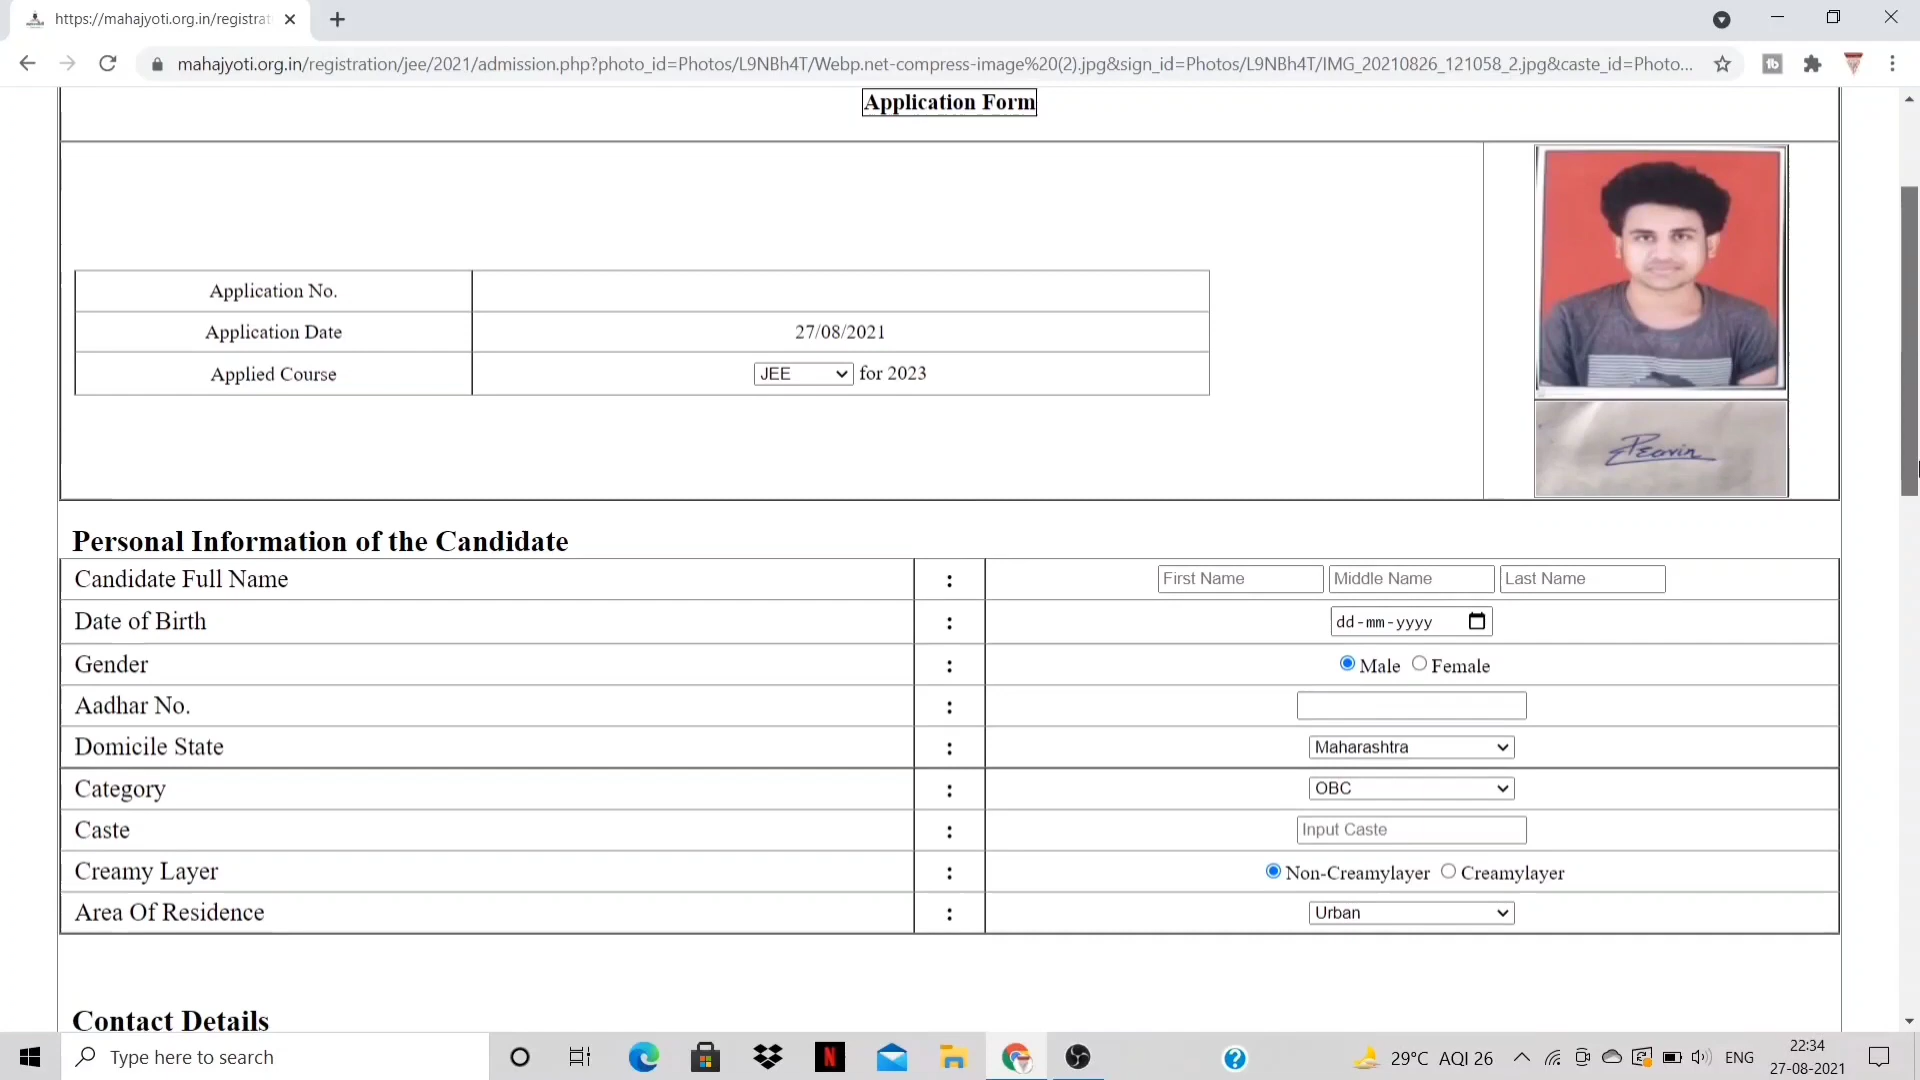 https://mahajyoti.org.in/registrat
mahajyoti.org.in/registration/jee/2021/admission.php?photo_id=Photos/L9NBh4T/Webp.net-compress-image%20(2).jpg&sign_id=Photos/L9NBh4T/IMG_20210826_121058_2.jpg&caste_id=Photo...
Application Form
Application No.
Application Date 27/08/2021
Applied Course JEE for 2023
Personal Information of the Candidate
Candidate Full Name : First Name Middle Name Last Name
Date of Birth : dd-mm-yyyy
Gender : Male Female
Aadhar No. :
Domicile State : Maharashtra
Category : OBC
Caste : Input Caste
Creamy Layer : Non-Creamylayer Creamylayer
Area Of Residence : Urban
Contact Details
Type here to search
29°C AQI 26
ENG
22:34
27-08-2021